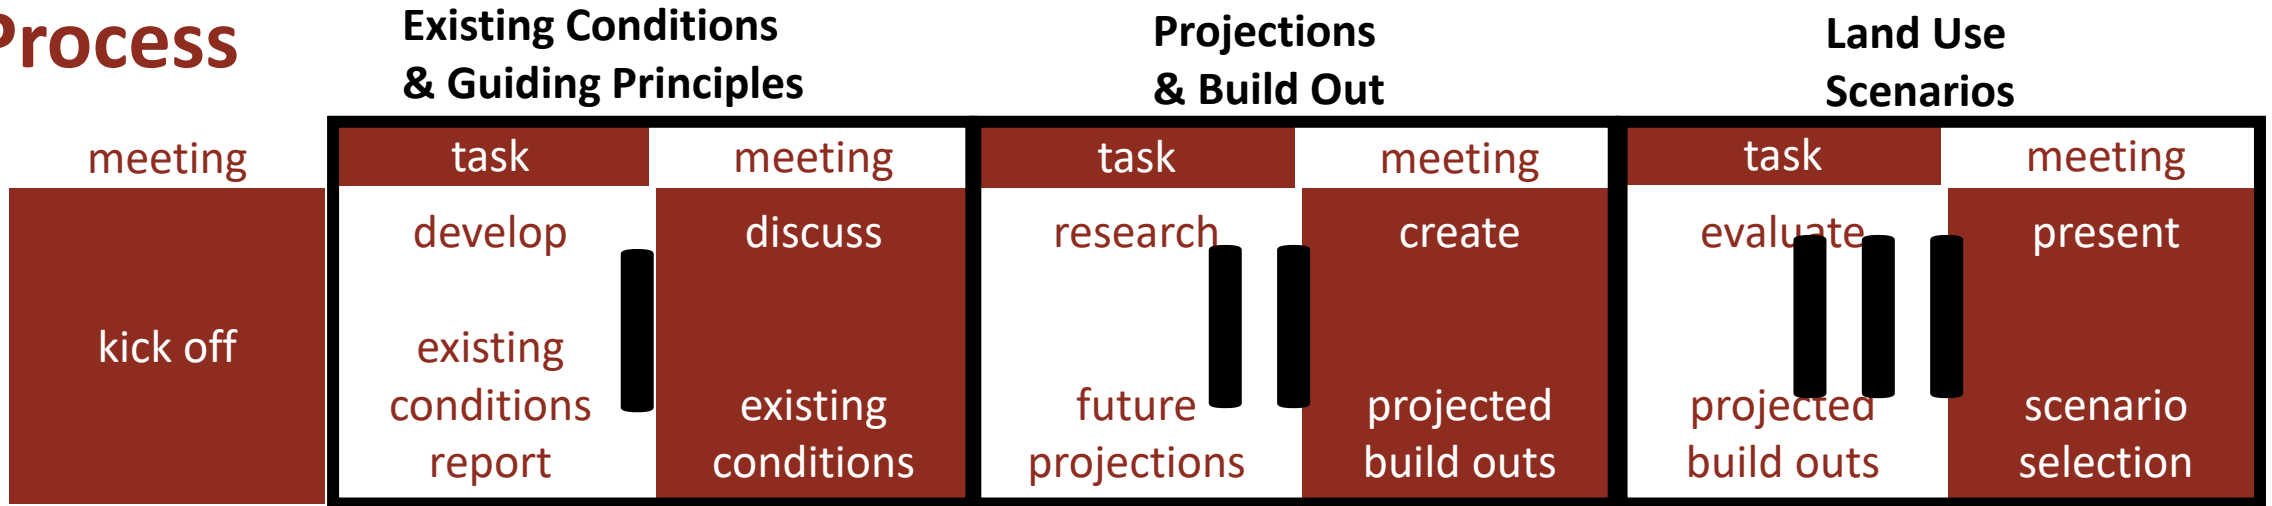 Process
Existing Conditions
& Guiding Principles
Projections
& Build Out
Land Use
Scenarios
meeting
kick off
task
develop
existing
conditions
report
meeting
discuss
existing
conditions
task
research
future
projections
meeting
create
projected
build outs
task
evaluate
projected
build outs
meeting
present
scenario
selection